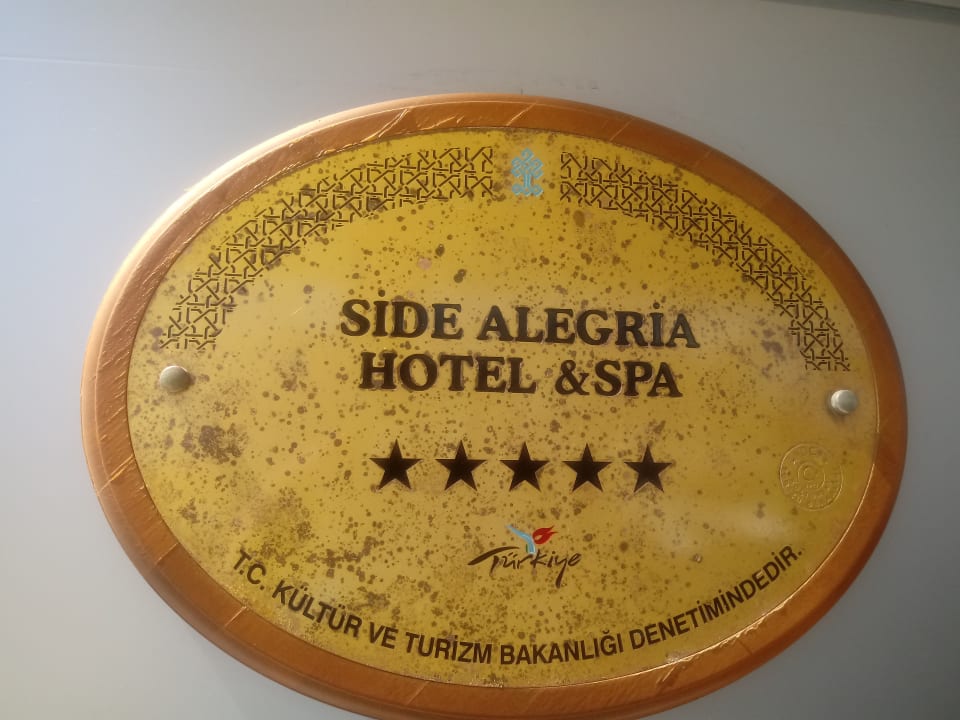 SİDE ALEGRİA
HOTEL &SPA
Türkiye
T.C. KÜLTÜR VE TURİZM BAKANLIĞI DENETİMİNDEDİR.